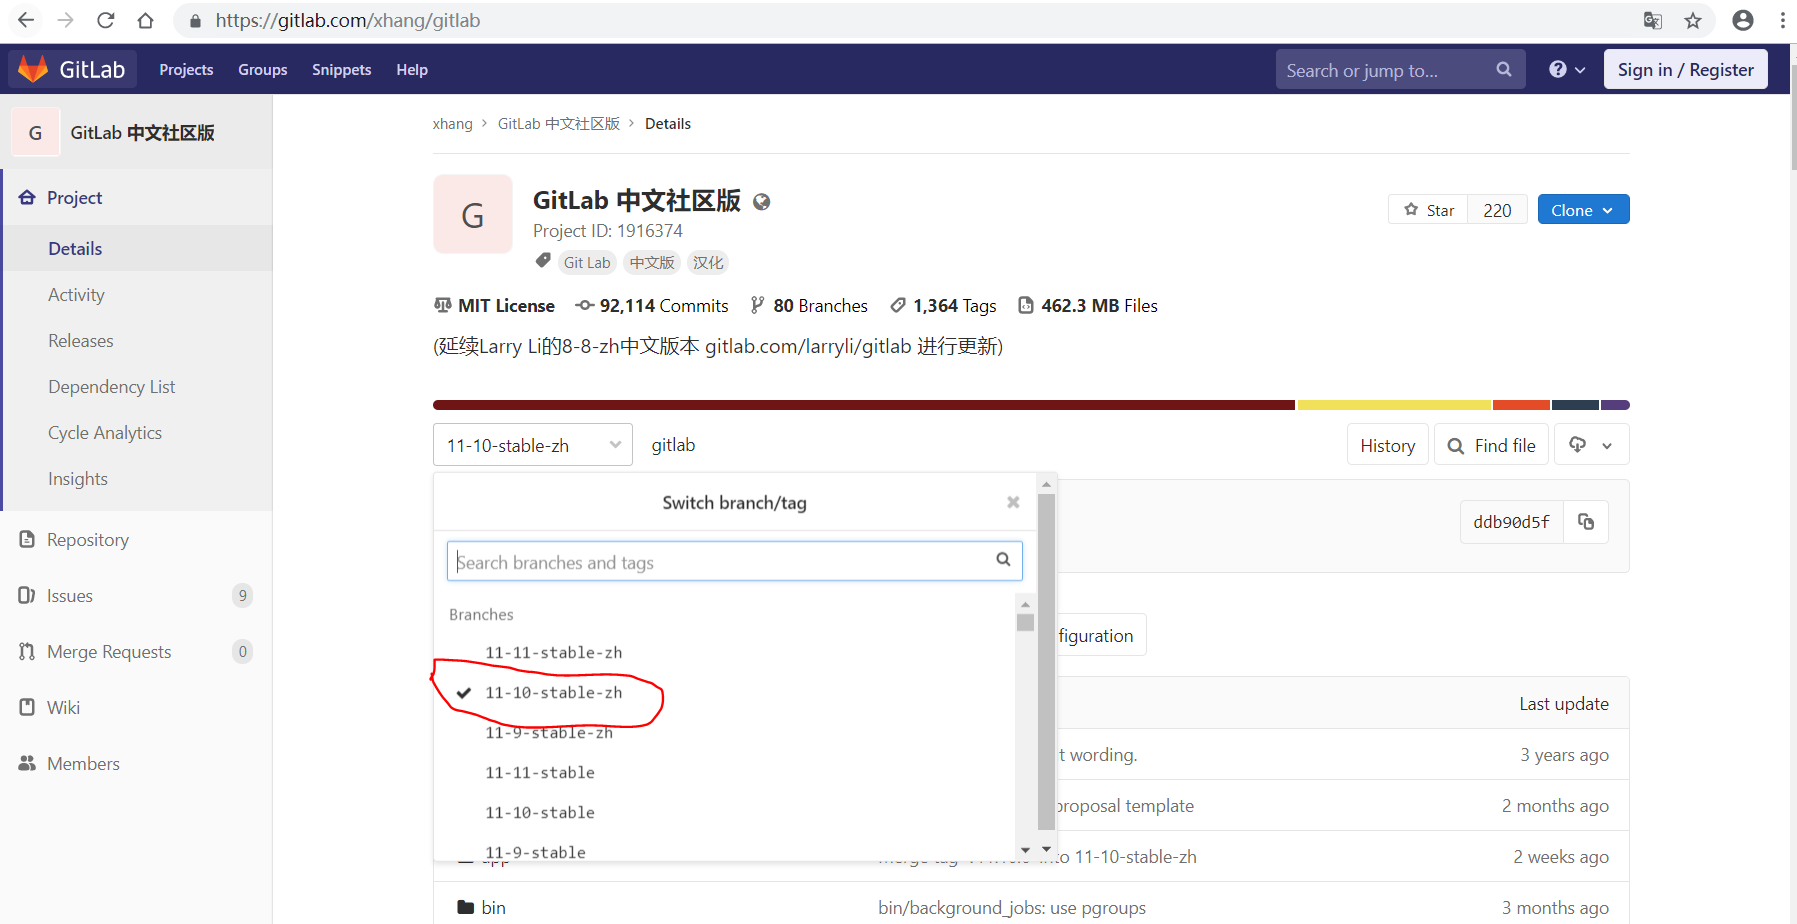 https://gitlab.com/xhang/gitlab
GitLab Projects Groups Snippets Help Search or jump to... Sign in / Register
G GitLab 中文社区版
Project
Details
Activity
Releases
Dependency List
Cycle Analytics
Insights
Repository
Issues 9
Merge Requests 0
Wiki
Members
xhang > GitLab 中文社区版 > Details
G
GitLab 中文社区版
Project ID: 1916374
Git Lab 中文版 汉化
Star 220 Clone
MIT License 92,114 Commits 80 Branches 1,364 Tags 462.3 MB Files
(延续Larry Li的8-8-zh中文版本 gitlab.com/larryli/gitlab 进行更新)
11-10-stable-zh gitlab History Find file
Switch branch/tag
Search branches and tags
Branches
11-11-stable-zh
11-10-stable-zh
11-9-stable-zh
11-11-stable
11-10-stable
11-9-stable
ddb90d5f
figuration
Last update
t wording. 3 years ago
proposal template 2 months ago
into 11-10-stable-zh 2 weeks ago
bin bin/background_jobs: use pgroups 3 months ago